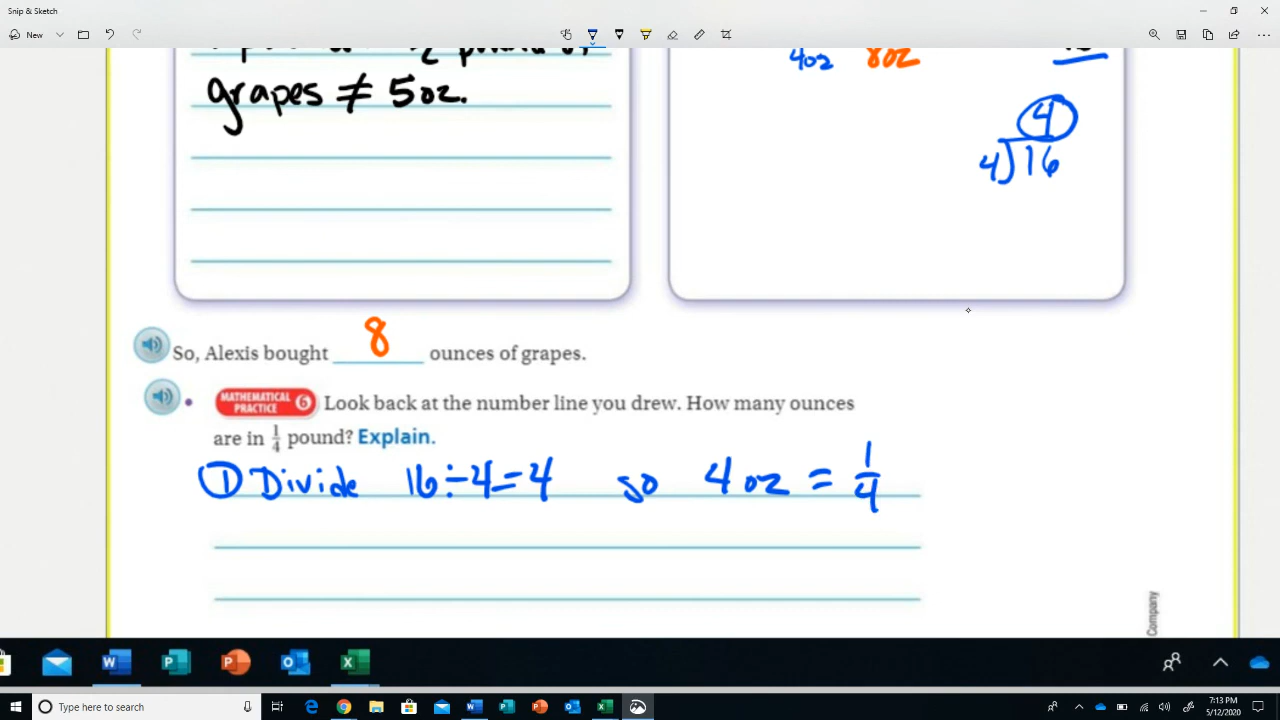 Snip & Sketch
New
grapes ≠ 5oz.
4oz 8oz
4
4)16
So, Alexis bought 8 ounces of grapes.
MATHEMATICAL PRACTICE 6 Look back at the number line you drew. How many ounces
are in 1/4 pound? Explain.
① Divide 16÷4=4 so 4 oz = 1/4
Company
Type here to search
7:13 PM
5/12/2020